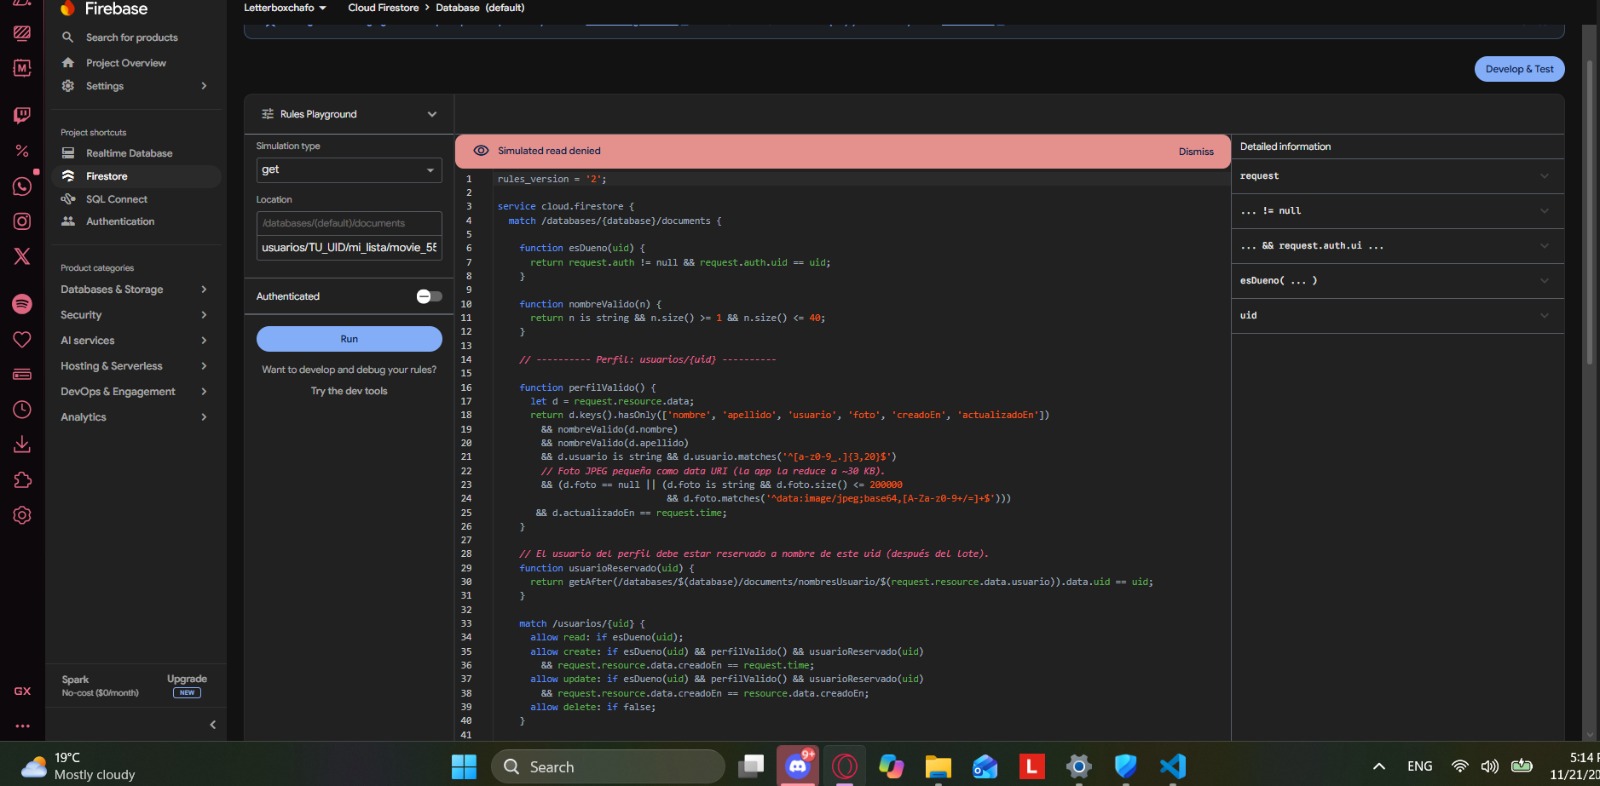 Firebase
Letterboxchafo
Cloud Firestore > Database (default)
Search for products
Project Overview
Settings
Project shortcuts
Realtime Database
Firestore
SQL Connect
Authentication
Product categories
Databases & Storage
Security
AI services
Hosting & Serverless
DevOps & Engagement
Analytics
Spark
No-cost ($0/month)
Upgrade
NEW
GX
Develop & Test
Rules Playground
Simulation type
get
Location
/databases/(default)/documents
usuarios/TU_UID/mi_lista/movie_55
Authenticated
Run
Want to develop and debug your rules?
Try the dev tools
Simulated read denied
Dismiss
1 rules_version = '2';
2
3 service cloud.firestore {
4 match /databases/{database}/documents {
5
6 function esDueno(uid) {
7 return request.auth != null && request.auth.uid == uid;
8 }
9
10 function nombreValido(n) {
11 return n is string && n.size() >= 1 && n.size() <= 40;
12 }
13
14 // ---------- Perfil: usuarios/{uid} ----------
15
16 function perfilValido() {
17 let d = request.resource.data;
18 return d.keys().hasOnly(['nombre', 'apellido', 'usuario', 'foto', 'creadoEn', 'actualizadoEn'])
19 && nombreValido(d.nombre)
20 && nombreValido(d.apellido)
21 && d.usuario is string && d.usuario.matches('^[a-z0-9_.]{3,20}$')
22 // Foto JPEG pequeña como data URI (la app la reduce a ~30 KB).
23 && (d.foto == null || (d.foto is string && d.foto.size() <= 200000
24 && d.foto.matches('^data:image/jpeg;base64,[A-Za-z0-9+/=]+$')))
25 && d.actualizadoEn == request.time;
26 }
27
28 // El usuario del perfil debe estar reservado a nombre de este uid (después del lote).
29 function usuarioReservado(uid) {
30 return getAfter(/databases/$(database)/documents/nombresUsuario/$(request.resource.data.usuario)).data.uid == uid;
31 }
32
33 match /usuarios/{uid} {
34 allow read: if esDueno(uid);
35 allow create: if esDueno(uid) && perfilValido() && usuarioReservado(uid)
36 && request.resource.data.creadoEn == request.time;
37 allow update: if esDueno(uid) && perfilValido() && usuarioReservado(uid)
38 && request.resource.data.creadoEn == resource.data.creadoEn;
39 allow delete: if false;
40 }
41
Detailed information
request
... != null
... && request.auth.ui ...
esDueno( ... )
uid
19°C
Mostly cloudy
Search
9+
L
ENG
5:14
11/21/20